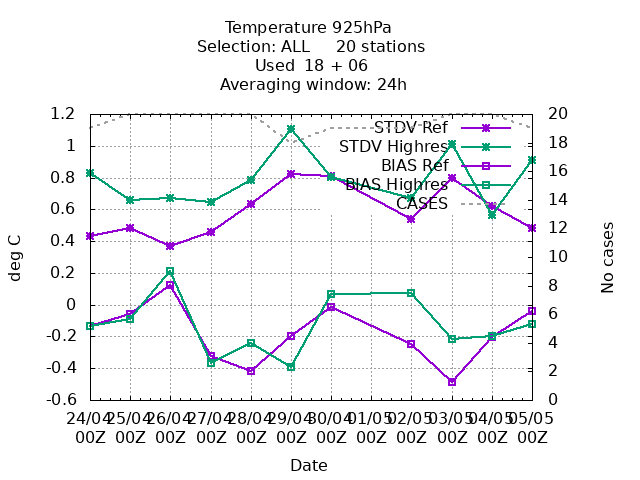 Temperature 925hPa
Selection: ALL 20 stations
Used 18 + 06
Averaging window: 24h
1.2
1
0.8
0.6
0.4
0.2
0
-0.2
-0.4
-0.6
deg C
STDV Ref
STDV Highres
BIAS Ref
BIAS Highres
CASES
20
18
16
14
12
10
8
6
4
2
0
No cases
24/04 25/04 26/04 27/04 28/04 29/04 30/04 01/05 02/05 03/05 04/05 05/05
00Z 00Z 00Z 00Z 00Z 00Z 00Z 00Z 00Z 00Z 00Z 00Z
Date